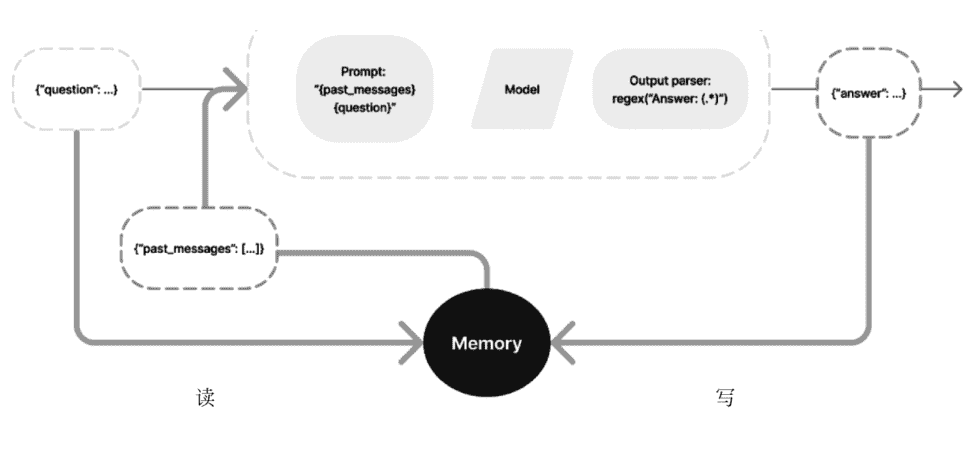 {"question": ...}
Prompt:
"{past_messages}
{question}"
Model
Output parser:
regex("Answer: (.*)")
{"answer": ...}
{"past_messages": [...]}
Memory
读
写